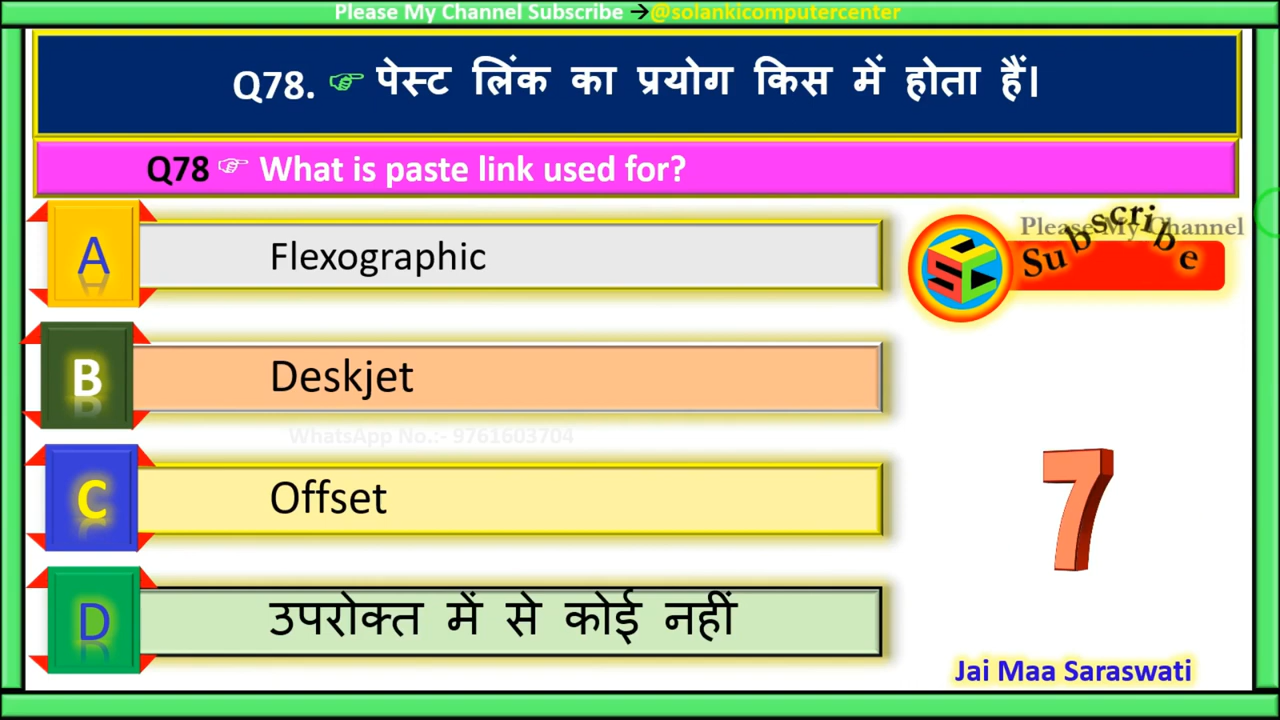 Please My Channel Subscribe →@solankicomputercenter
Q78. ☞ पेस्ट लिंक का प्रयोग किस में होता हैं।
Q78 ☞ What is paste link used for?
A Flexographic
Please My Channel
Subscribe
SCC
B Deskjet
WhatsApp No.:- 9761603704
C Offset
7
D उपरोक्त में से कोई नहीं
Jai Maa Saraswati